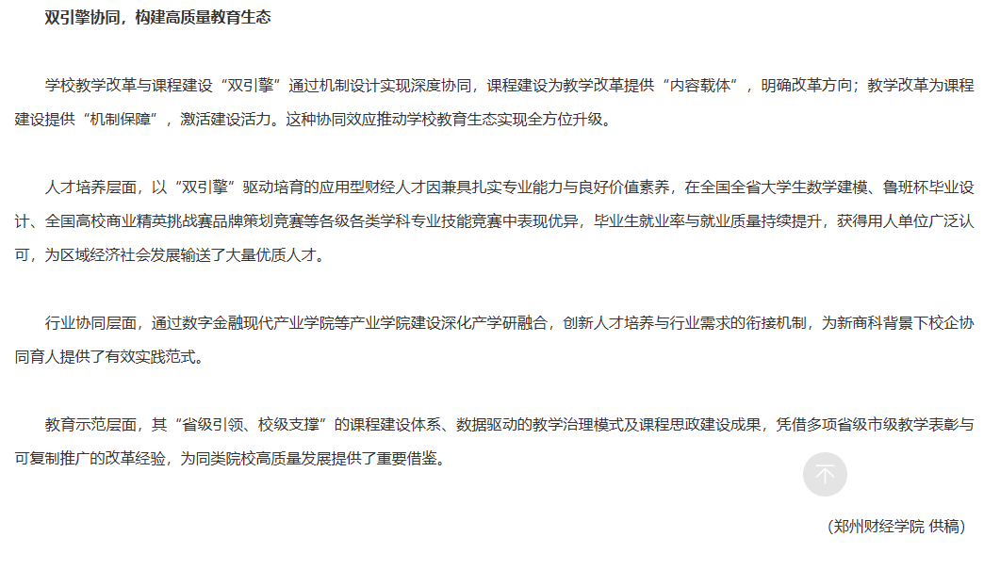 双引擎协同，构建高质量教育生态
学校教学改革与课程建设“双引擎”通过机制设计实现深度协同，课程建设为教学改革提供“内容载体”，明确改革方向；教学改革为课程
建设提供“机制保障”，激活建设活力。这种协同效应推动学校教育生态实现全方位升级。
人才培养层面，以“双引擎”驱动培育的应用型财经人才因兼具扎实专业能力与良好价值素养，在全国全省大学生数学建模、鲁班杯毕业设
计、全国高校商业精英挑战赛品牌策划竞赛等各级各类学科专业技能竞赛中表现优异，毕业生就业率与就业质量持续提升，获得用人单位广泛认
可，为区域经济社会发展输送了大量优质人才。
行业协同层面，通过数字金融现代产业学院等产业学院建设深化产学研融合，创新人才培养与行业需求的衔接机制，为新商科背景下校企协
同育人提供了有效实践范式。
教育示范层面，其“省级引领、校级支撑”的课程建设体系、数据驱动的教学治理模式及课程思政建设成果，凭借多项省级市级教学表彰与
可复制推广的改革经验，为同类院校高质量发展提供了重要借鉴。
（郑州财经学院 供稿）